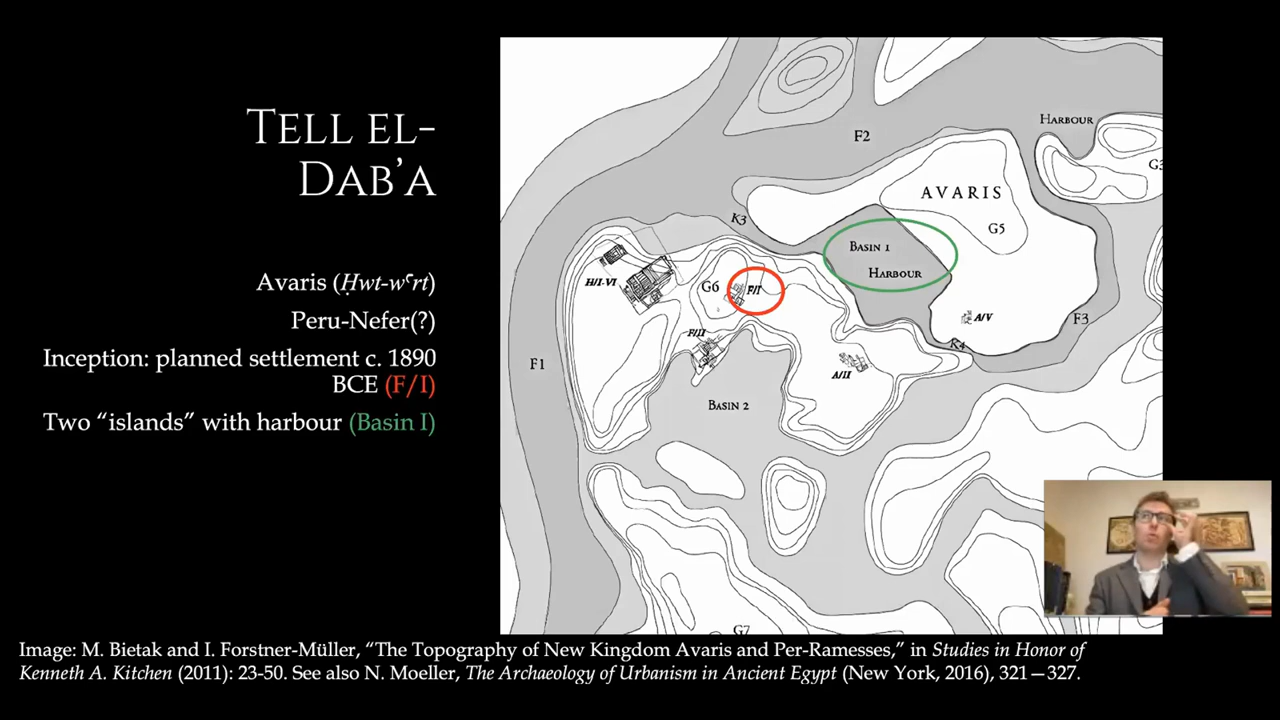 TELL EL-
DAB’A
Avaris (Ḥwt-wʿrt)
Peru-Nefer(?)
Inception: planned settlement c. 1890
BCE (F/I)
Two “islands” with harbour (Basin I)
HARBOUR
F2
G3
AVARIS
K3
G5
BASIN 1
HARBOUR
H/I-VI
G6
F/I
A/V
F3
F/II
K4
F1
A/II
BASIN 2
G7
Image: M. Bietak and I. Forstner-Müller, “The Topography of New Kingdom Avaris and Per-Ramesses,” in Studies in Honor of
Kenneth A. Kitchen (2011): 23-50. See also N. Moeller, The Archaeology of Urbanism in Ancient Egypt (New York, 2016), 321—327.